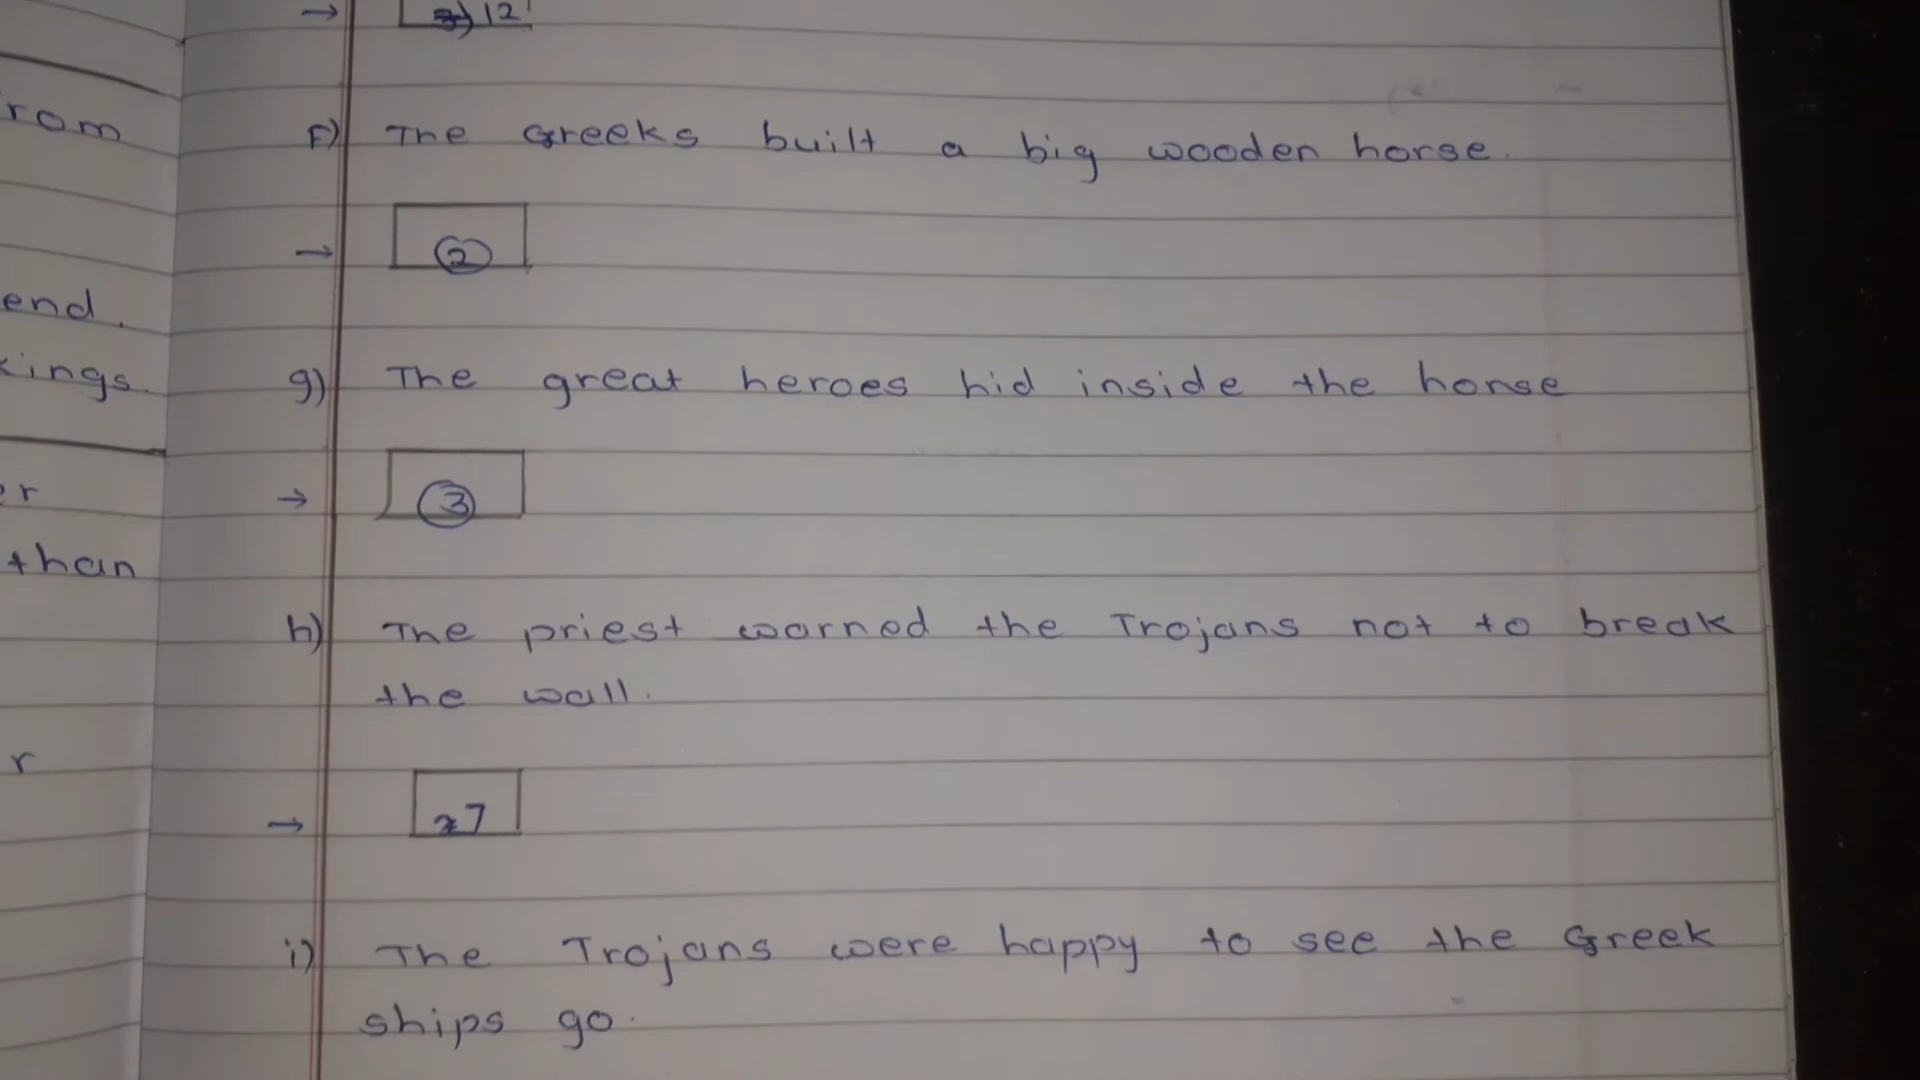 rom
end.
kings
er
than
r
→ 12
F) The Greeks built a big wooden horse.
→ 2
g) The great heroes hid inside the horse
→ 3
h) The priest warned the Trojans not to break
the wall.
→ 7
i) The Trojans were happy to see the Greek
ships go.